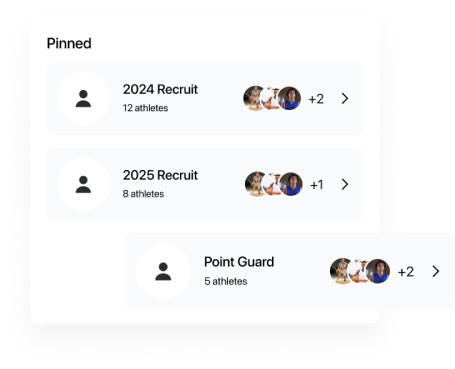 Pinned
2024 Recruit
12 athletes
+2
2025 Recruit
8 athletes
+1
Point Guard
5 athletes
+2